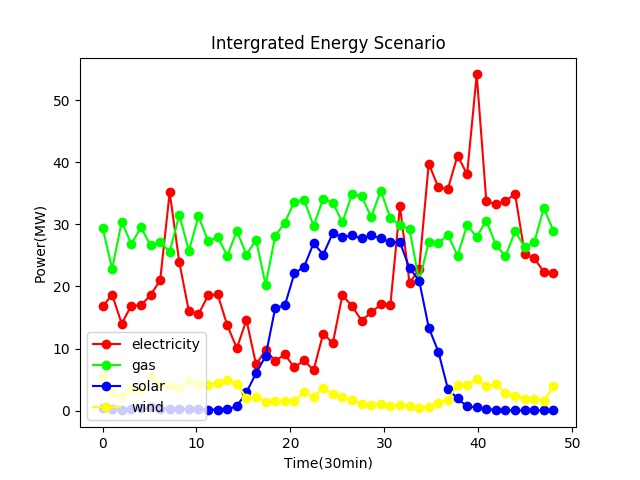 Intergrated Energy Scenario
Power(MW)
50
40
30
20
10
0
electricity
gas
solar
wind
0 10 20 30 40 50
Time(30min)